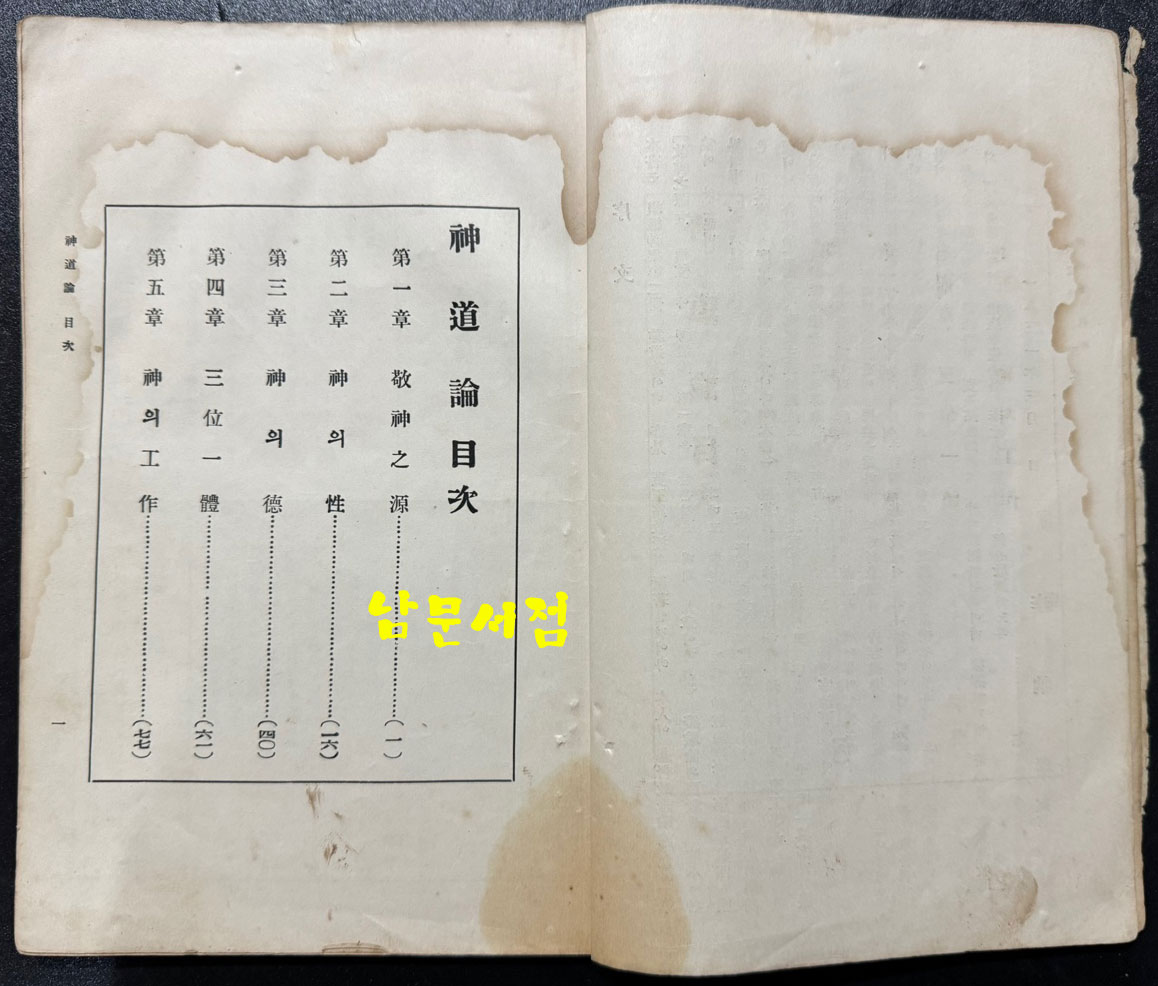 神道論目次
第一章 敬神之源………(一)
第二章 神의性………(一六)
第三章 神의德………(四〇)
第四章 三位一體………(六一)
第五章 神의工作………(七七)
神道論 目次
一
남문서점